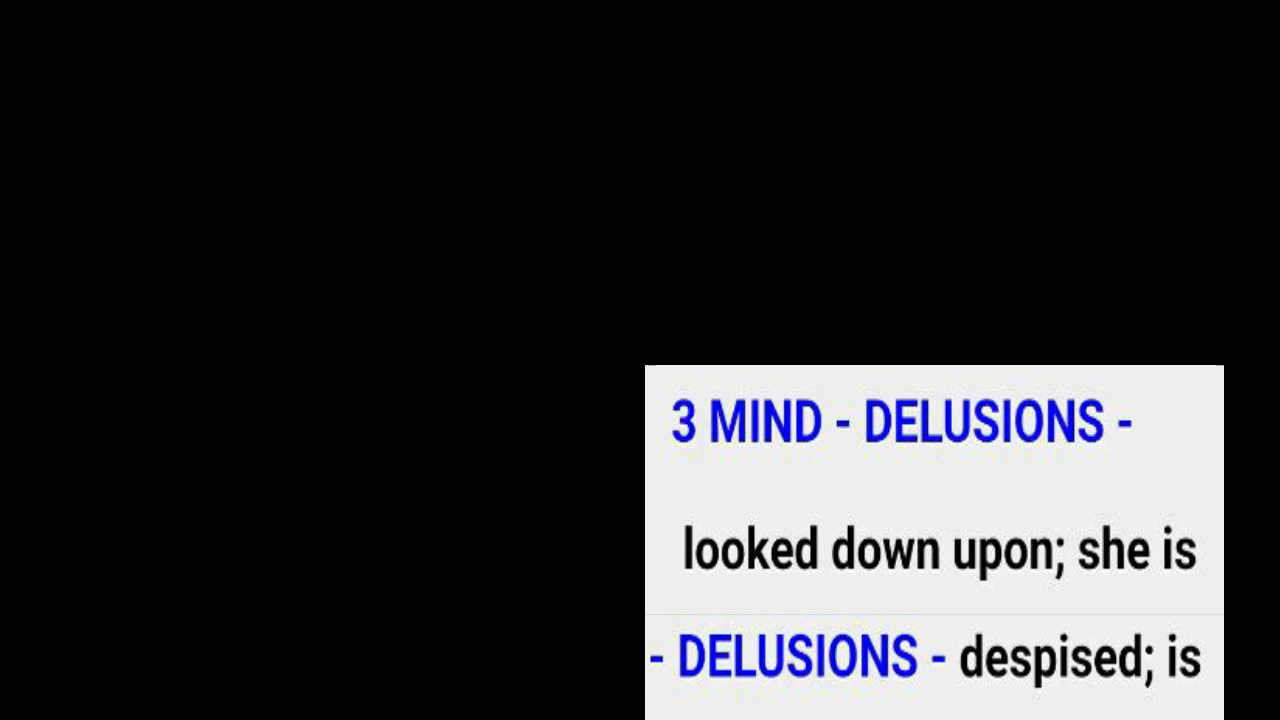 3 MIND - DELUSIONS -
looked down upon; she is
- DELUSIONS - despised; is